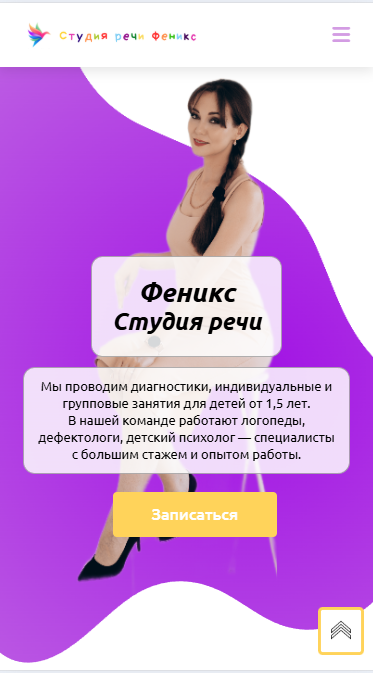 Студия речи Феникс
Феникс
Студия речи
Мы проводим диагностики, индивидуальные и
групповые занятия для детей от 1,5 лет.
В нашей команде работают логопеды,
дефектологи, детский психолог — специалисты
с большим стажем и опытом работы.
Записаться